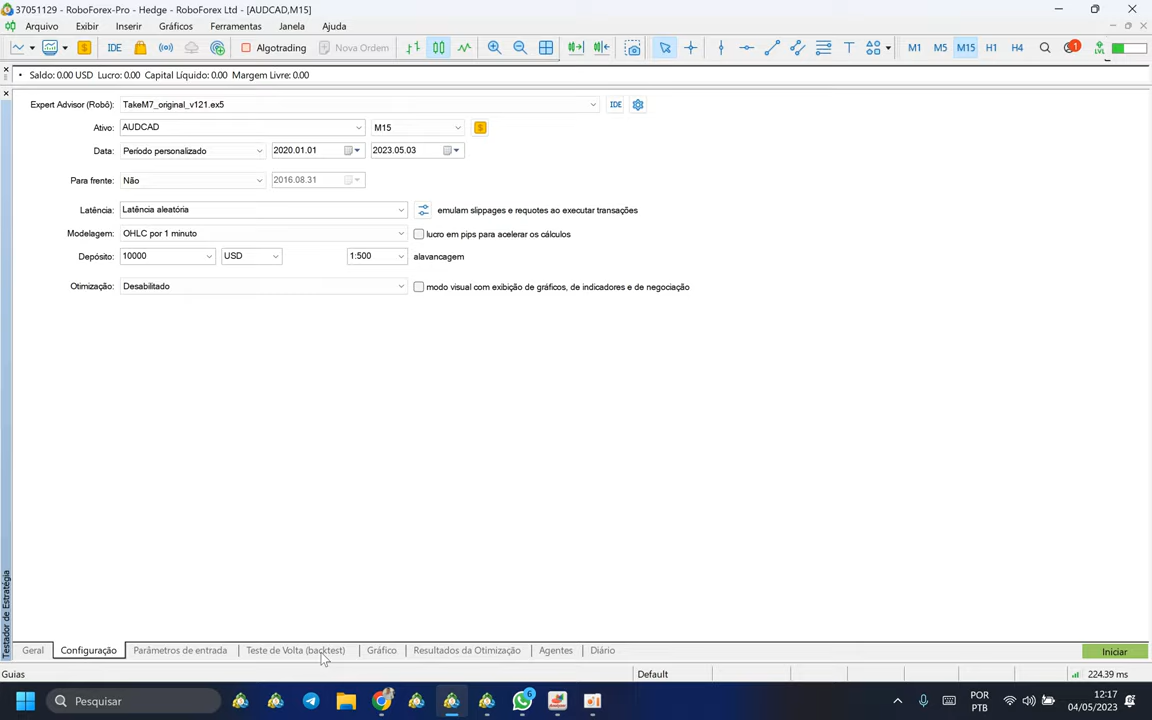 37051129 - RoboForex-Pro - Hedge - RoboForex Ltd - [AUDCAD,M15]
Arquivo Exibir Inserir Gráficos Ferramentas Janela Ajuda
IDE Algotrading Nova Ordem M1 M5 M15 H1 H4 1 LVL
• Saldo: 0.00 USD Lucro: 0.00 Capital Líquido: 0.00 Margem Livre: 0.00
Expert Advisor (Robô): TakeM7_original_v121.ex5 IDE
Ativo: AUDCAD M15
Data: Período personalizado 2020.01.01 2023.05.03
Para frente: Não 2016.08.31
Latência: Latência aleatória emulam slippages e requotes ao executar transações
Modelagem: OHLC por 1 minuto lucro em pips para acelerar os cálculos
Depósito: 10000 USD 1:500 alavancagem
Otimização: Desabilitado modo visual com exibição de gráficos, de indicadores e de negociação
Testador de Estratégia
Geral Configuração Parâmetros de entrada Teste de Volta (backtest) Gráfico Resultados da Otimização Agentes Diário Iniciar
Guias Default 224.39 ms
Pesquisar 6 POR PTB 12:17 04/05/2023